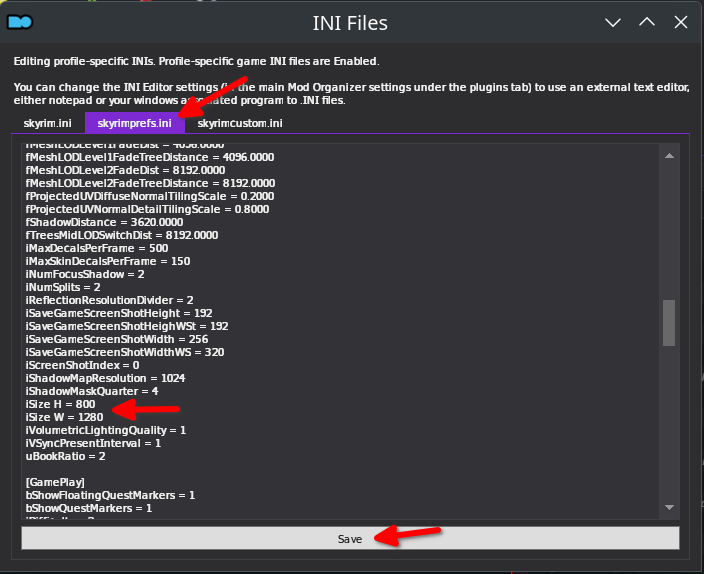 INI Files
Editing profile-specific INIs. Profile-specific game INI files are Enabled.
You can change the INI Editor settings (in the main Mod Organizer settings under the plugins tab) to use an external text editor,
either notepad or your windows associated program to .INI files.
skyrim.ini skyrimprefs.ini skyrimcustom.ini
fMeshLODLevel1FadeDist = 4096.0000
fMeshLODLevel1FadeTreeDistance = 4096.0000
fMeshLODLevel2FadeDist = 8192.0000
fMeshLODLevel2FadeTreeDistance = 8192.0000
fProjectedUVDiffuseNormalTilingScale = 0.2000
fProjectedUVNormalDetailTilingScale = 0.8000
fShadowDistance = 3620.0000
fTreesMidLODSwitchDist = 8192.0000
iMaxDecalsPerFrame = 500
iMaxSkinDecalsPerFrame = 150
iNumFocusShadow = 2
iNumSplits = 2
iReflectionResolutionDivider = 2
iSaveGameScreenShotHeight = 192
iSaveGameScreenShotHeighWSt = 192
iSaveGameScreenShotWidth = 256
iSaveGameScreenShotWidthWS = 320
iScreenShotIndex = 0
iShadowMapResolution = 1024
iShadowMaskQuarter = 4
iSize H = 800
iSize W = 1280
iVolumetricLightingQuality = 1
iVSyncPresentInterval = 1
uBookRatio = 2
[GamePlay]
bShowFloatingQuestMarkers = 1
bShowQuestMarkers = 1
Save